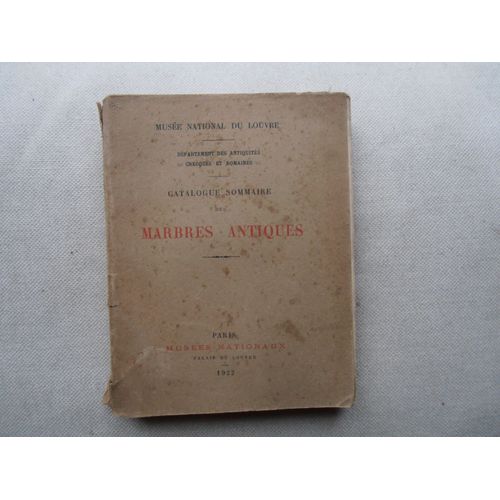 MUSÉE NATIONAL DU LOUVRE
DÉPARTEMENT DES ANTIQUITÉS
GRECQUES ET ROMAINES
CATALOGUE SOMMAIRE
DES
MARBRES ANTIQUES
PARIS
MUSÉES NATIONAUX
PALAIS DU LOUVRE
1922